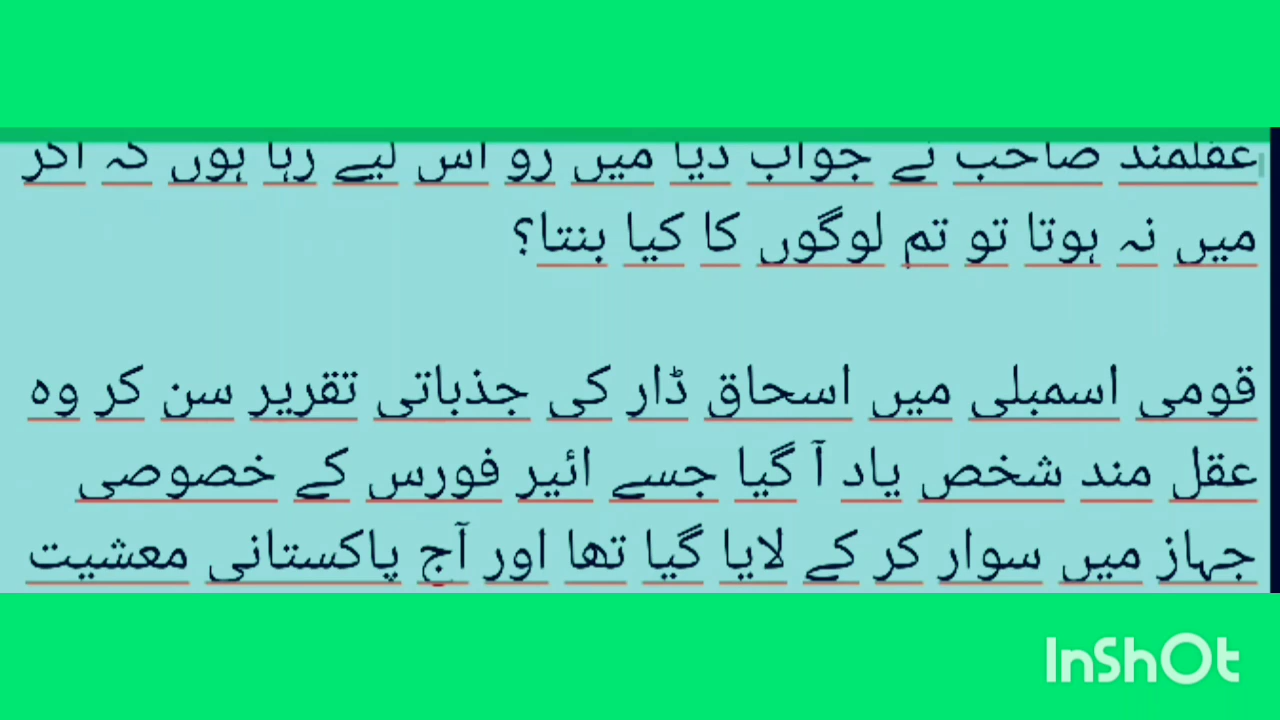 عقلمند صاحب نے جواب دیا میں رو اس لیے رہا ہوں کہ اگر
میں نہ ہوتا تو تم لوگوں کا کیا بنتا؟
قومی اسمبلی میں اسحاق ڈار کی جذباتی تقریر سن کر وہ
عقل مند شخص یاد آ گیا جسے ائیر فورس کے خصوصی
جہاز میں سوار کر کے لایا گیا تھا اور آج پاکستانی معشیت
InShOt